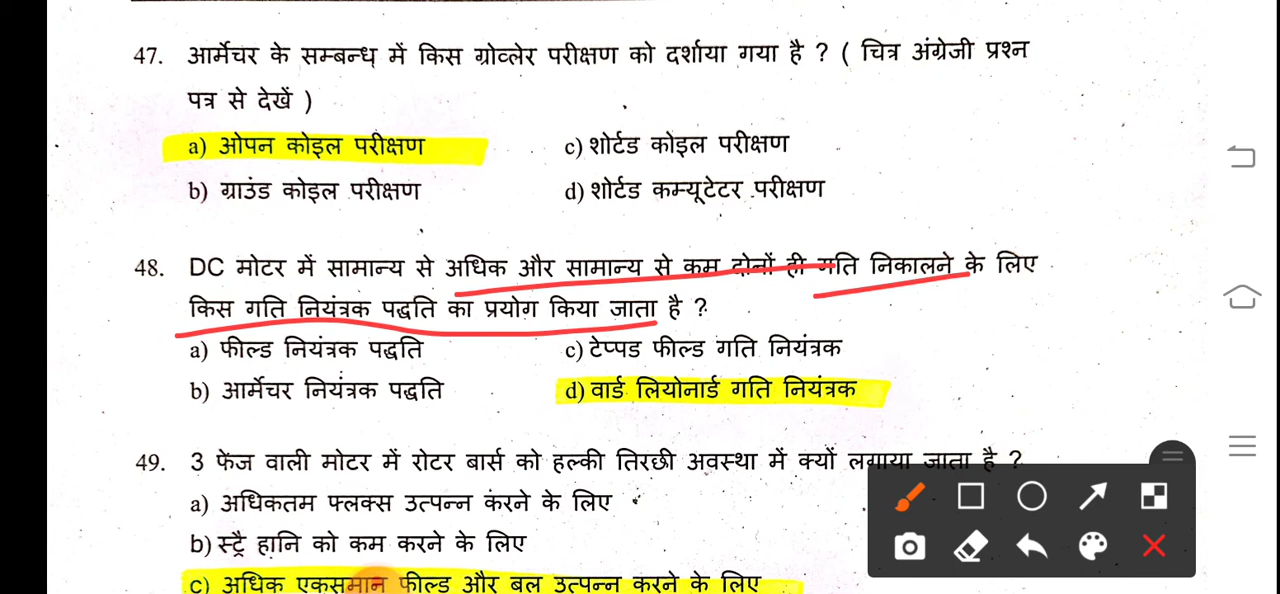 47. आर्मेचर के सम्बन्ध में किस ग्रोव्लेर परीक्षण को दर्शाया गया है ? ( चित्र अंग्रेजी प्रश्न
पत्र से देखें )
a) ओपन कोइल परीक्षण
c) शोर्टड कोइल परीक्षण
b) ग्राउंड कोइल परीक्षण
d) शोर्टड कम्यूटेटर परीक्षण
48. DC मोटर में सामान्य से अधिक और सामान्य से कम दोनों ही गति निकालने के लिए
किस गति नियंत्रक पद्धति का प्रयोग किया जाता है ?
a) फील्ड नियंत्रक पद्धति
c) टेप्पड फील्ड गति नियंत्रक
b) आर्मेचर नियंत्रक पद्धति
d) वार्ड लियोनार्ड गति नियंत्रक
49. 3 फेंज वाली मोटर में रोटर बार्स को हल्की तिरछी अवस्था में क्यों लगाया जाता है ?
a) अधिकतम फ्लक्स उत्पन्न करने के लिए
b) स्ट्रै हानि को कम करने के लिए
c) अधिक एकसमान फील्ड और बल उत्पन्न करने के लिए